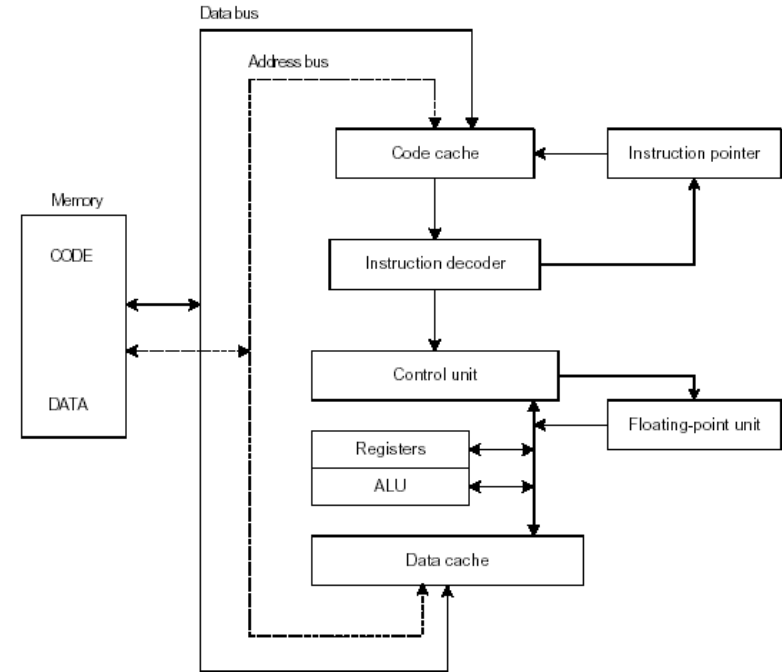 Data bus
Address bus
Code cache
Instruction pointer
Memory
CODE
Instruction decoder
Control unit
DATA
Floating-point unit
Registers
ALU
Data cache